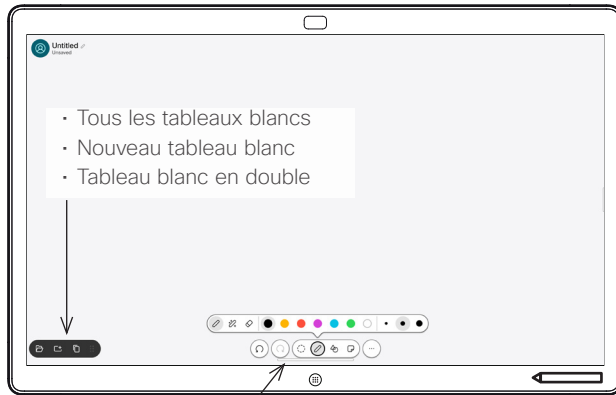 Untitled
Unsaved
· Tous les tableaux blancs
· Nouveau tableau blanc
· Tableau blanc en double